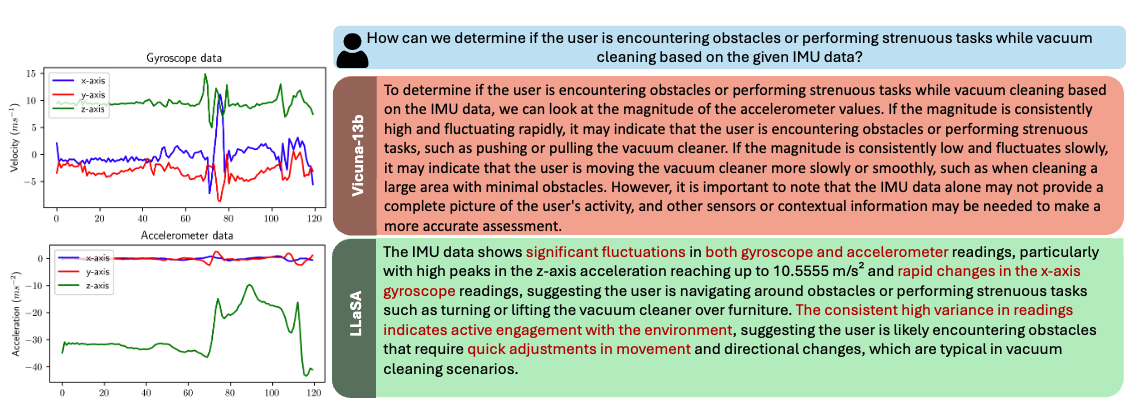 How can we determine if the user is encountering obstacles or performing strenuous tasks while vacuum
cleaning based on the given IMU data?
Gyroscope data
Velocity (ms⁻¹)
15
10
5
0
−5
x-axis
y-axis
z-axis
0 20 40 60 80 100 120
Accelerometer data
Acceleration (ms⁻²)
0
−10
−20
−30
−40
x-axis
y-axis
z-axis
0 20 40 60 80 100 120
Vicuna-13b
To determine if the user is encountering obstacles or performing strenuous tasks while vacuum cleaning based
on the IMU data, we can look at the magnitude of the accelerometer values. If the magnitude is consistently
high and fluctuating rapidly, it may indicate that the user is encountering obstacles or performing strenuous
tasks, such as pushing or pulling the vacuum cleaner. If the magnitude is consistently low and fluctuates slowly,
it may indicate that the user is moving the vacuum cleaner more slowly or smoothly, such as when cleaning a
large area with minimal obstacles. However, it is important to note that the IMU data alone may not provide a
complete picture of the user's activity, and other sensors or contextual information may be needed to make a
more accurate assessment.
LLaSA
The IMU data shows significant fluctuations in both gyroscope and accelerometer readings, particularly
with high peaks in the z-axis acceleration reaching up to 10.5555 m/s² and rapid changes in the x-axis
gyroscope readings, suggesting the user is navigating around obstacles or performing strenuous tasks
such as turning or lifting the vacuum cleaner over furniture. The consistent high variance in readings
indicates active engagement with the environment, suggesting the user is likely encountering obstacles
that require quick adjustments in movement and directional changes, which are typical in vacuum
cleaning scenarios.